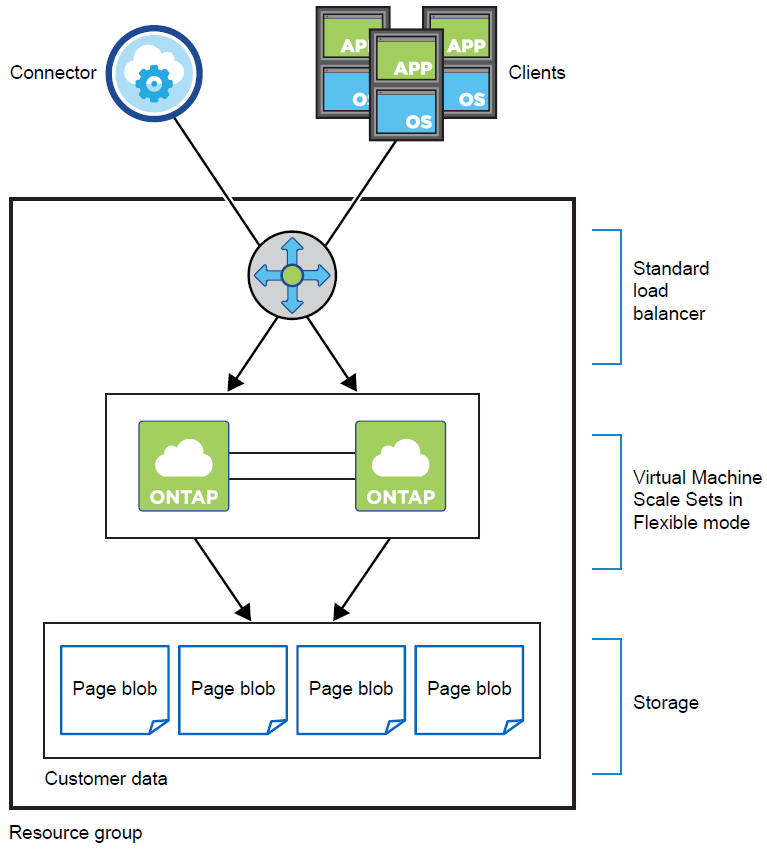 Connector
APP
APP
APP
OS
OS
OS
Clients
Standard
load
balancer
ONTAP
ONTAP
Virtual Machine
Scale Sets in
Flexible mode
Page blob
Page blob
Page blob
Page blob
Storage
Customer data
Resource group